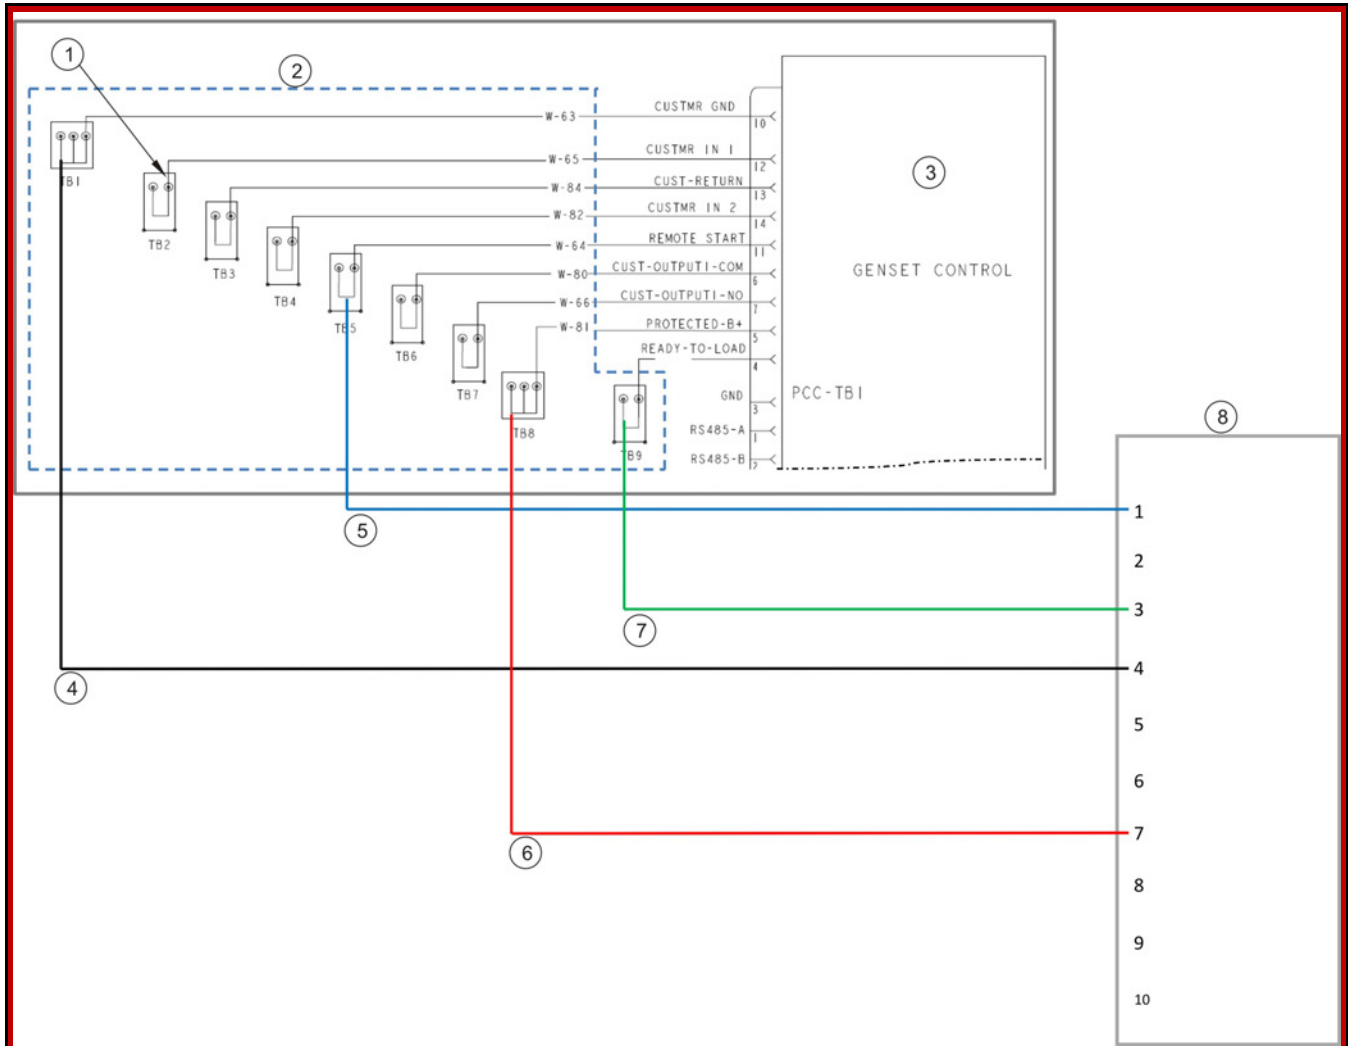 1
2
CUSTMR GND
W-63
10
CUSTMR IN 1
W-65
12
3
TB1
CUST-RETURN
W-84
13
CUSTMR IN 2
W-82
14
TB2
REMOTE START
W-64
11
TB3
CUST-OUTPUT1-COM
W-80
6
GENSET CONTROL
TB4
CUST-OUTPUT1-NO
W-66
7
TB5
PROTECTED-B+
W-81
5
TB6
READY-TO-LOAD
4
TB7
GND
3
PCC-TB1
TB8
RS485-A
1
TB9
RS485-B
2
8
5
1
2
7
3
4
4
5
6
6
7
8
9
10